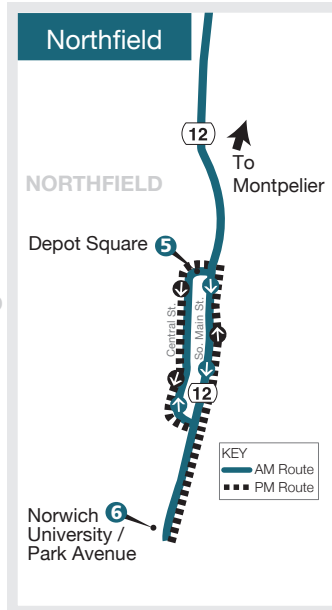 Northfield
12
To
Montpelier
NORTHFIELD
Depot Square 5
Central St.
So. Main St.
12
KEY
AM Route
PM Route
Norwich 6
University /
Park Avenue